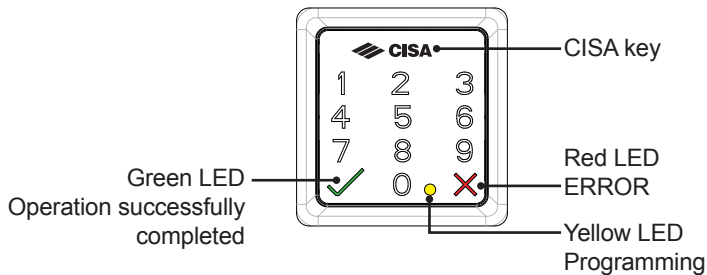 CISA
CISA key
1 2 3
4 5 6
7 8 9
0
Green LED
Operation successfully
completed
Red LED
ERROR
Yellow LED
Programming